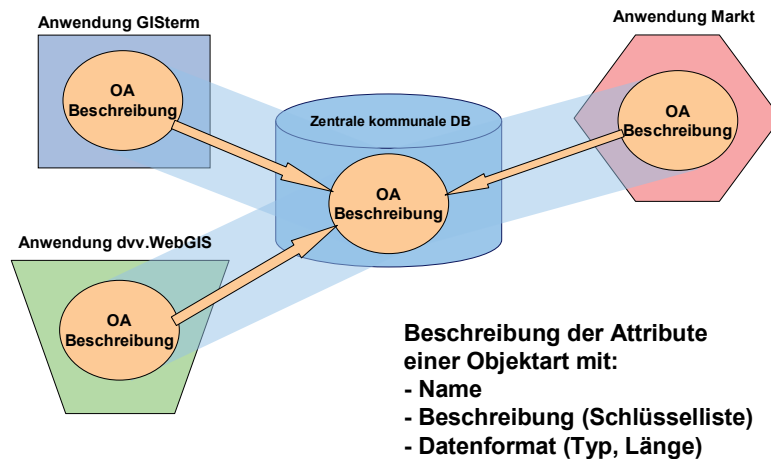 Anwendung GISterm
OA
Beschreibung
Anwendung Markt
OA
Beschreibung
Zentrale kommunale DB
OA
Beschreibung
Anwendung dvv.WebGIS
OA
Beschreibung
Beschreibung der Attribute
einer Objektart mit:
- Name
- Beschreibung (Schlüsselliste)
- Datenformat (Typ, Länge)